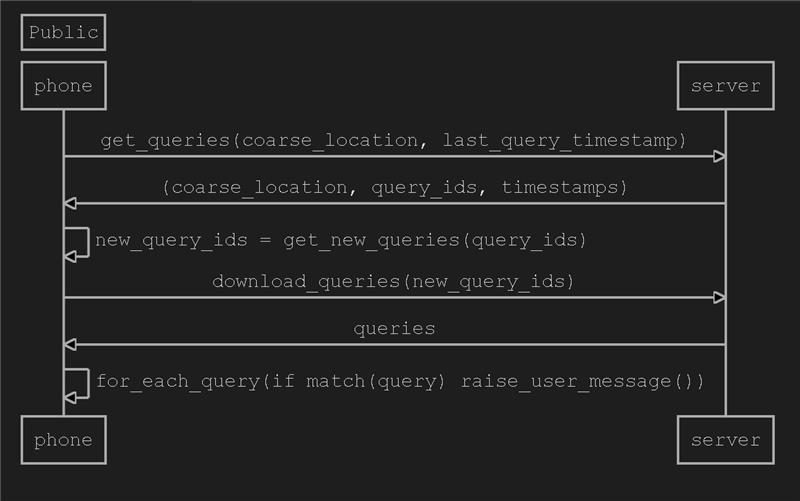 Public
phone
server
get_queries(coarse_location, last_query_timestamp)
(coarse_location, query_ids, timestamps)
new_query_ids = get_new_queries(query_ids)
download_queries(new_query_ids)
queries
for_each_query(if match(query) raise_user_message())
phone
server